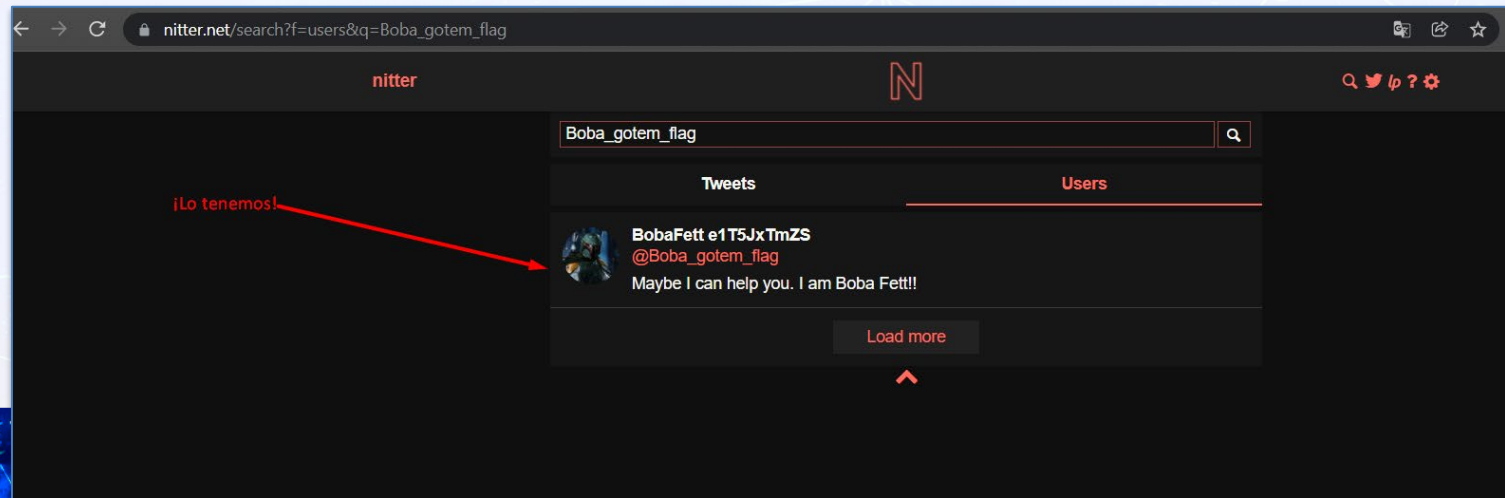 nitter.net/search?f=users&q=Boba_gotem_flag
nitter
N
lp ?
Boba_gotem_flag
Tweets
Users
¡Lo tenemos!
BobaFett e1T5JxTmZS
@Boba_gotem_flag
Maybe I can help you. I am Boba Fett!!
Load more